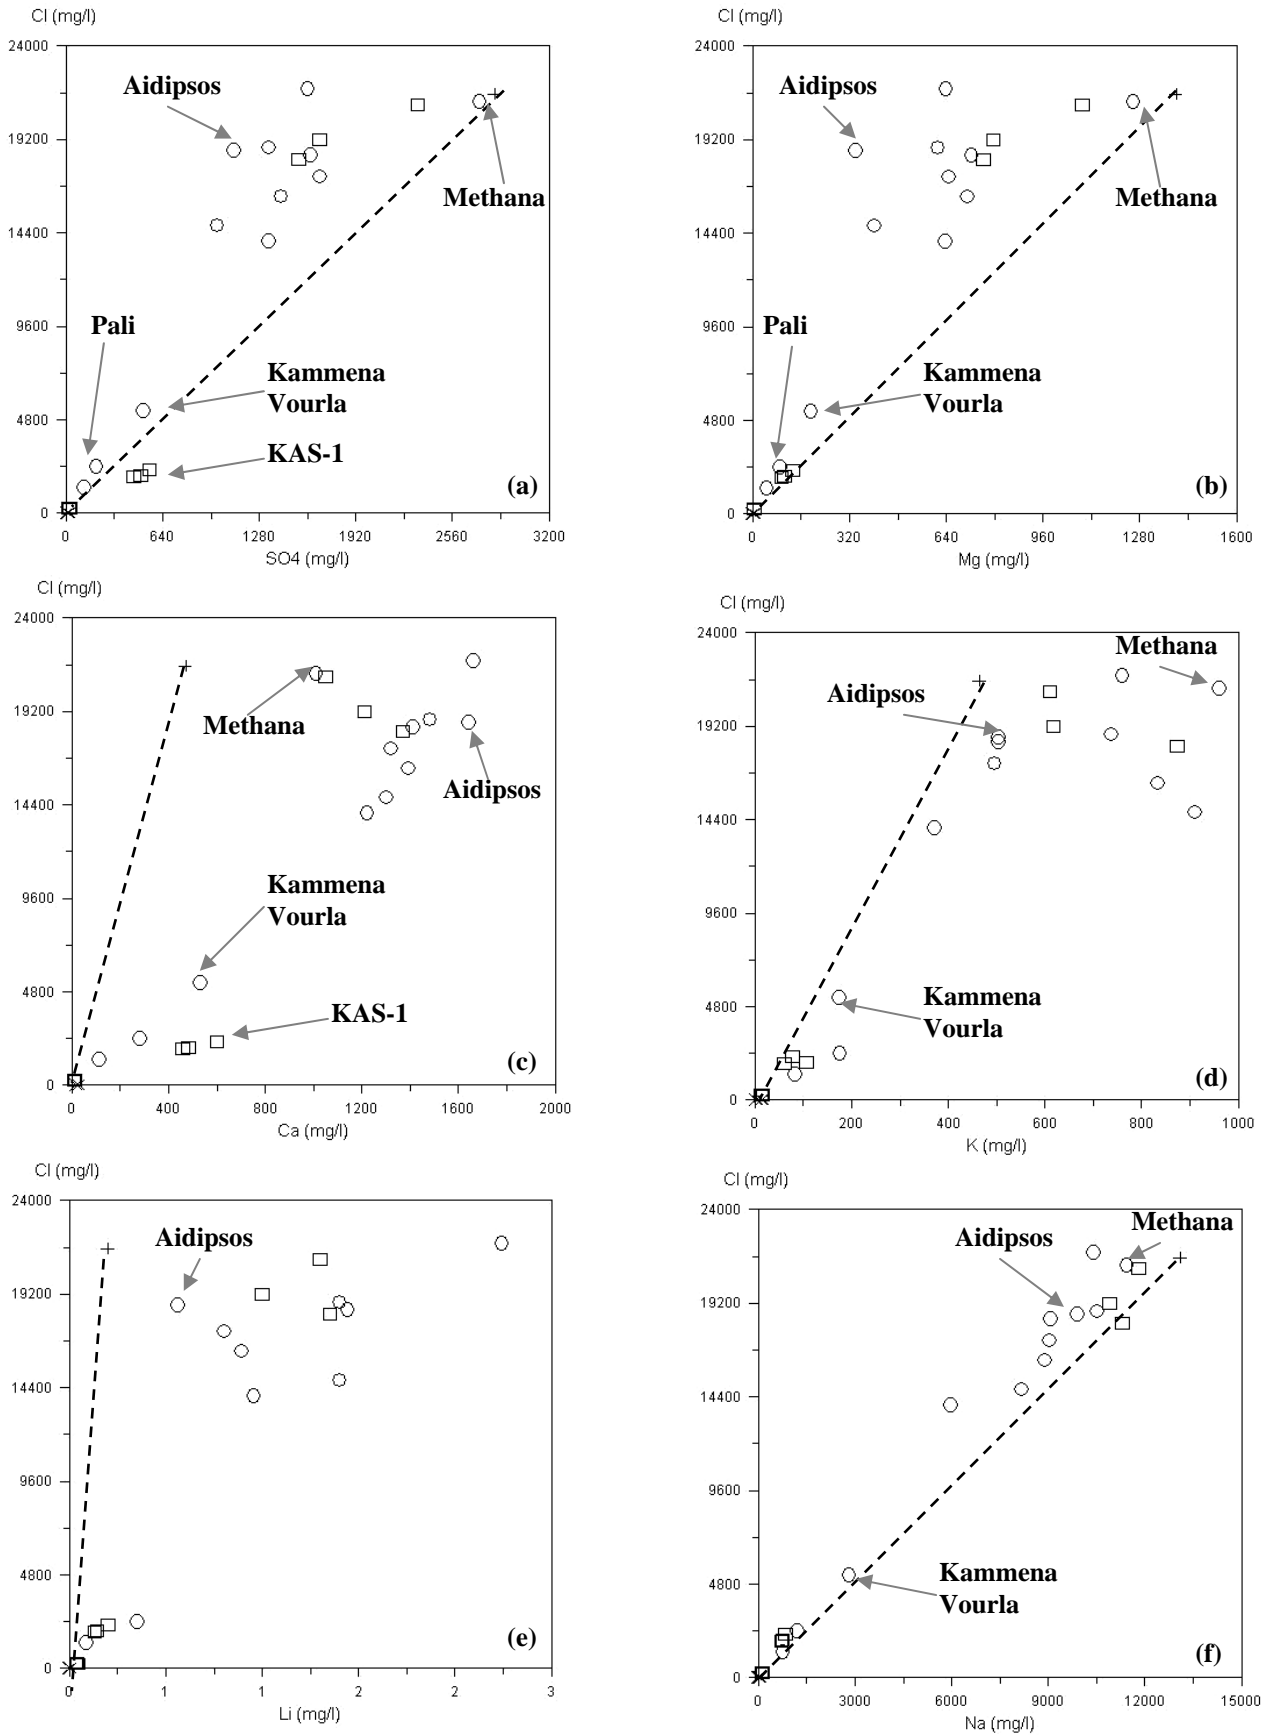 Cl (mg/l)
24000
19200
14400
9600
4800
0
Aidipsos
Methana
Pali
Kammena
Vourla
KAS-1
(a)
0 640 1280 1920 2560 3200
SO4 (mg/l)
Cl (mg/l)
24000
19200
14400
9600
4800
0
Aidipsos
Methana
Pali
Kammena
Vourla
(b)
0 320 640 960 1280 1600
Mg (mg/l)
Cl (mg/l)
24000
19200
14400
9600
4800
0
Methana
Aidipsos
Kammena
Vourla
KAS-1
(c)
0 400 800 1200 1600 2000
Ca (mg/l)
Cl (mg/l)
24000
19200
14400
9600
4800
0
Methana
Aidipsos
Kammena
Vourla
(d)
0 200 400 600 800 1000
K (mg/l)
Cl (mg/l)
24000
19200
14400
9600
4800
0
Aidipsos
(e)
0 1 1 2 2 3
Li (mg/l)
Cl (mg/l)
24000
19200
14400
9600
4800
0
Methana
Aidipsos
Kammena
Vourla
(f)
0 3000 6000 9000 12000 15000
Na (mg/l)